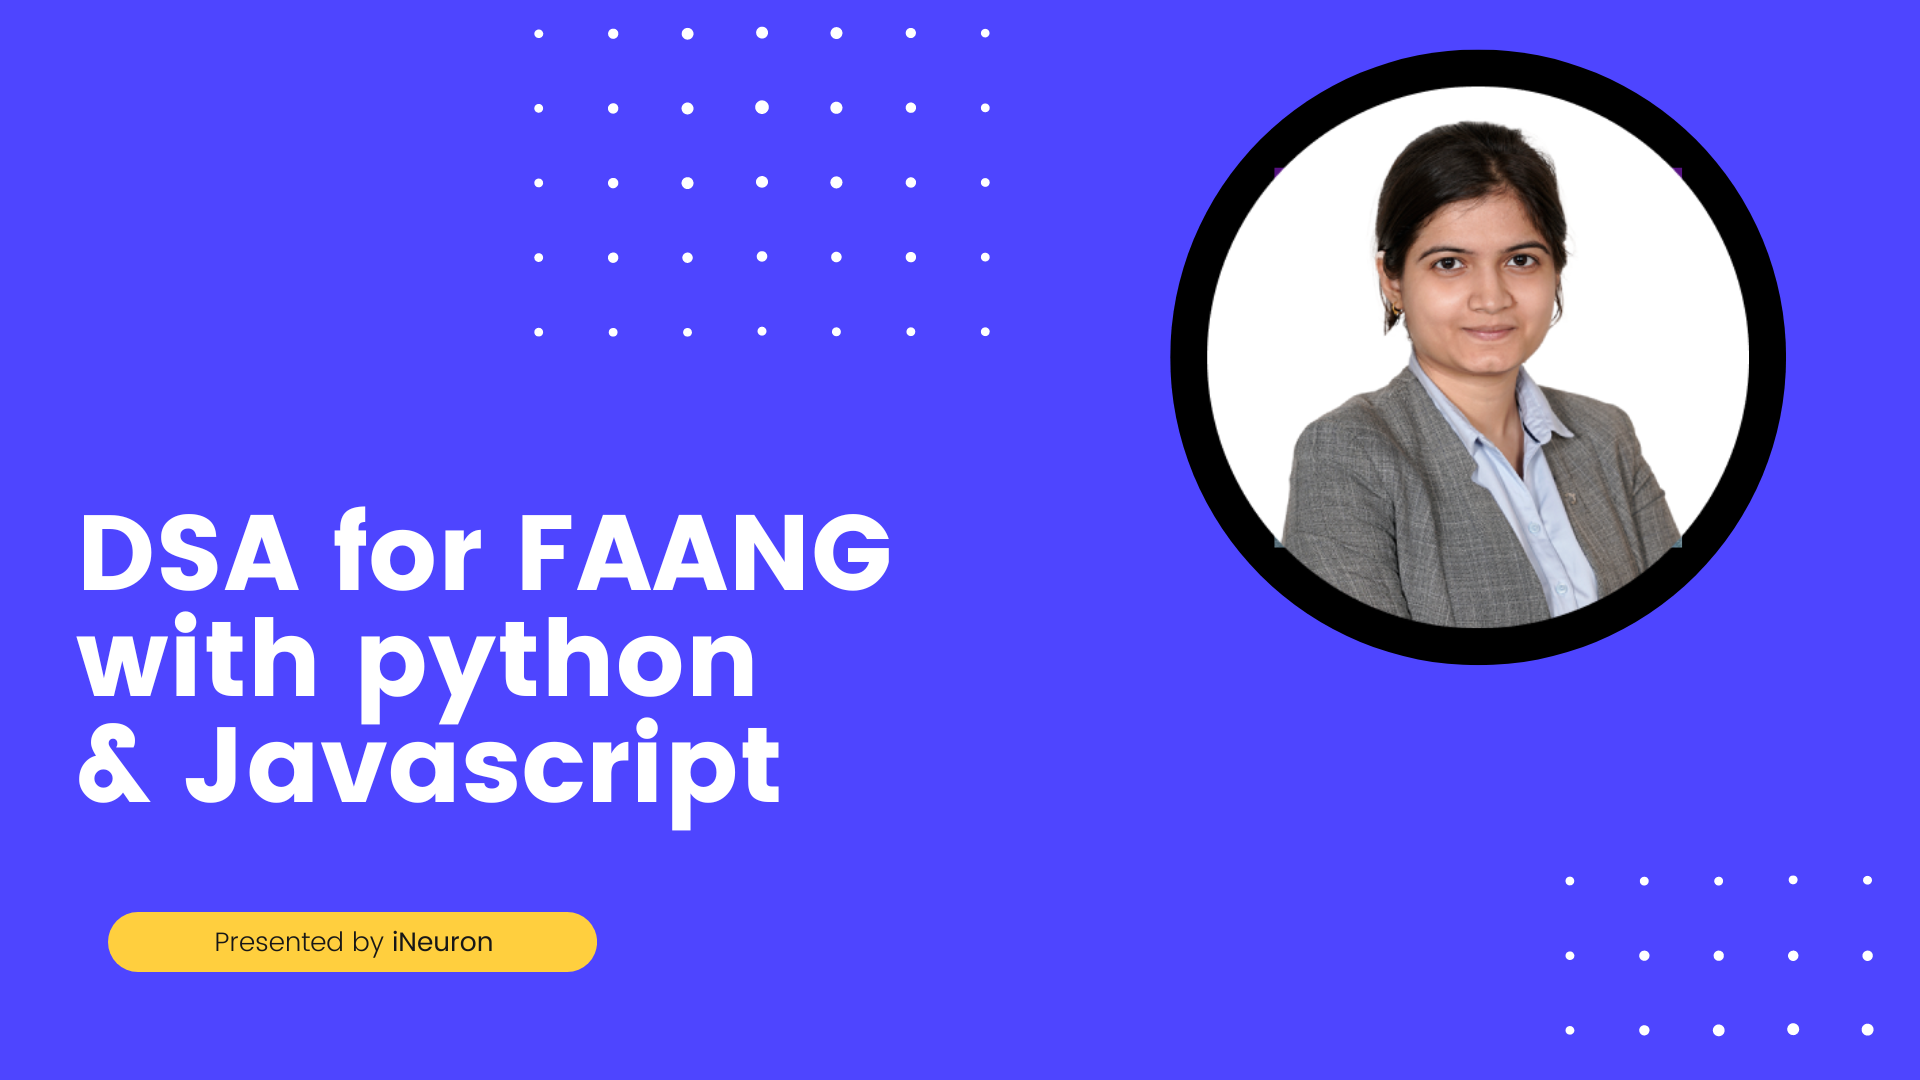 DSA for FAANG
with python
& Javascript
Presented by iNeuron